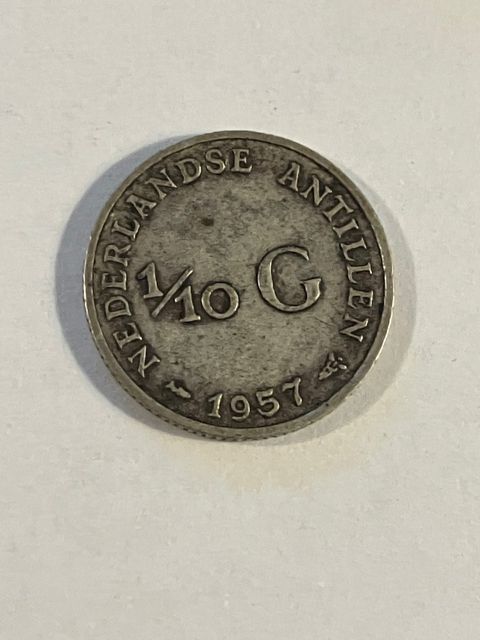 NEDERLANDSE ANTILLEN
1/10 G
1957